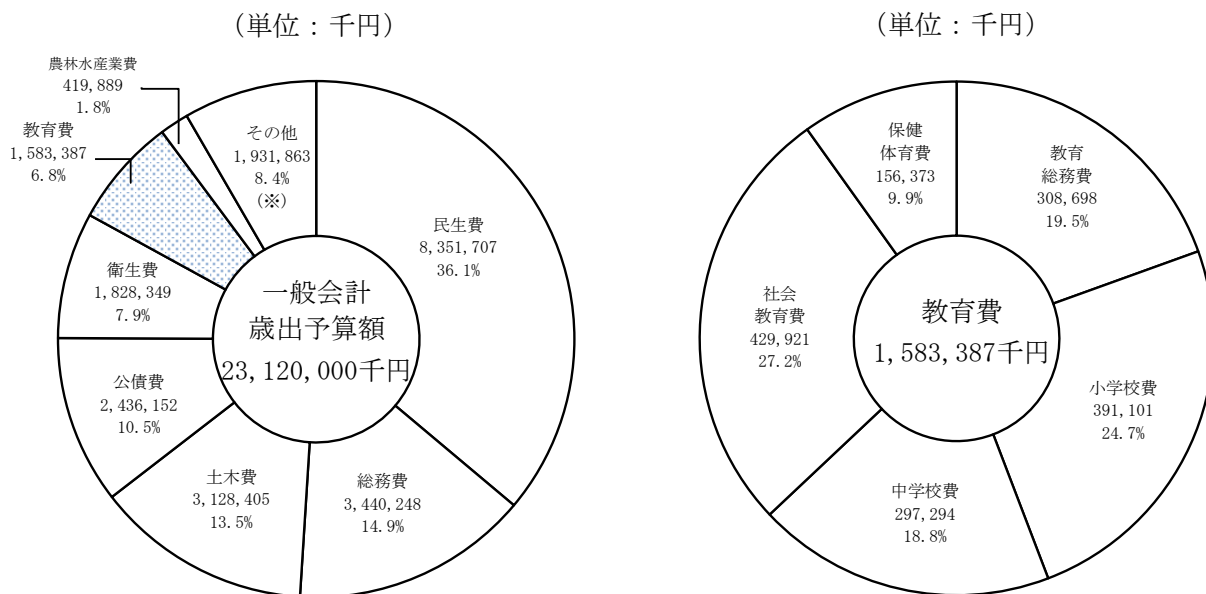 (単位：千円)
農林水産業費
419,889
1.8%
教育費
1,583,387
6.8%
その他
1,931,863
8.4%
(※)
民生費
8,351,707
36.1%
衛生費
1,828,349
7.9%
一般会計
歳出予算額
23,120,000千円
公債費
2,436,152
10.5%
土木費
3,128,405
13.5%
総務費
3,440,248
14.9%
(単位：千円)
保健
体育費
156,373
9.9%
教育
総務費
308,698
19.5%
社会
教育費
429,921
27.2%
教育費
1,583,387千円
小学校費
391,101
24.7%
中学校費
297,294
18.8%